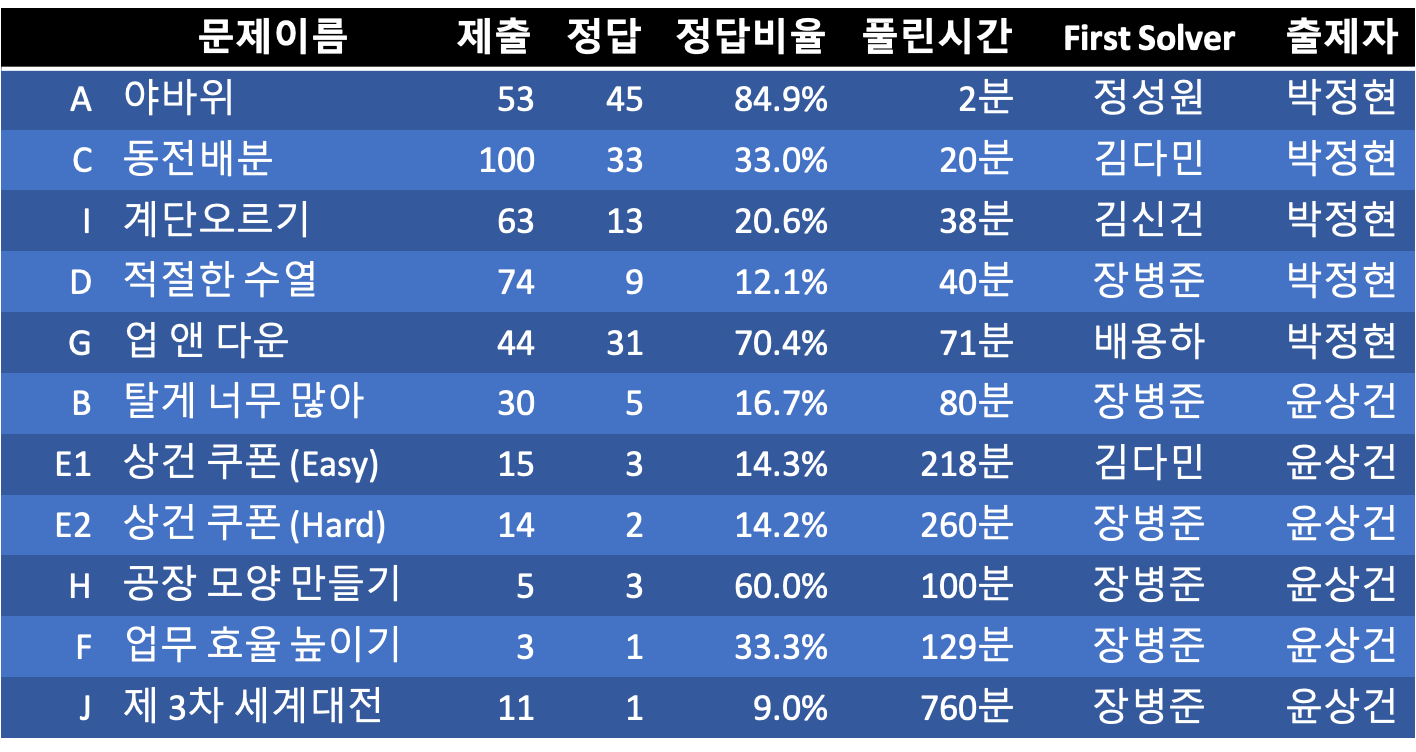 문제이름 제출 정답 정답비율 풀린시간 First Solver 출제자
A 야바위 53 45 84.9% 2분 정성원 박정현
C 동전배분 100 33 33.0% 20분 김다민 박정현
I 계단오르기 63 13 20.6% 38분 김신건 박정현
D 적절한 수열 74 9 12.1% 40분 장병준 박정현
G 업 앤 다운 44 31 70.4% 71분 배용하 박정현
B 탈게 너무 많아 30 5 16.7% 80분 장병준 윤상건
E1 상건 쿠폰 (Easy) 15 3 14.3% 218분 김다민 윤상건
E2 상건 쿠폰 (Hard) 14 2 14.2% 260분 장병준 윤상건
H 공장 모양 만들기 5 3 60.0% 100분 장병준 윤상건
F 업무 효율 높이기 3 1 33.3% 129분 장병준 윤상건
J 제 3차 세계대전 11 1 9.0% 760분 장병준 윤상건